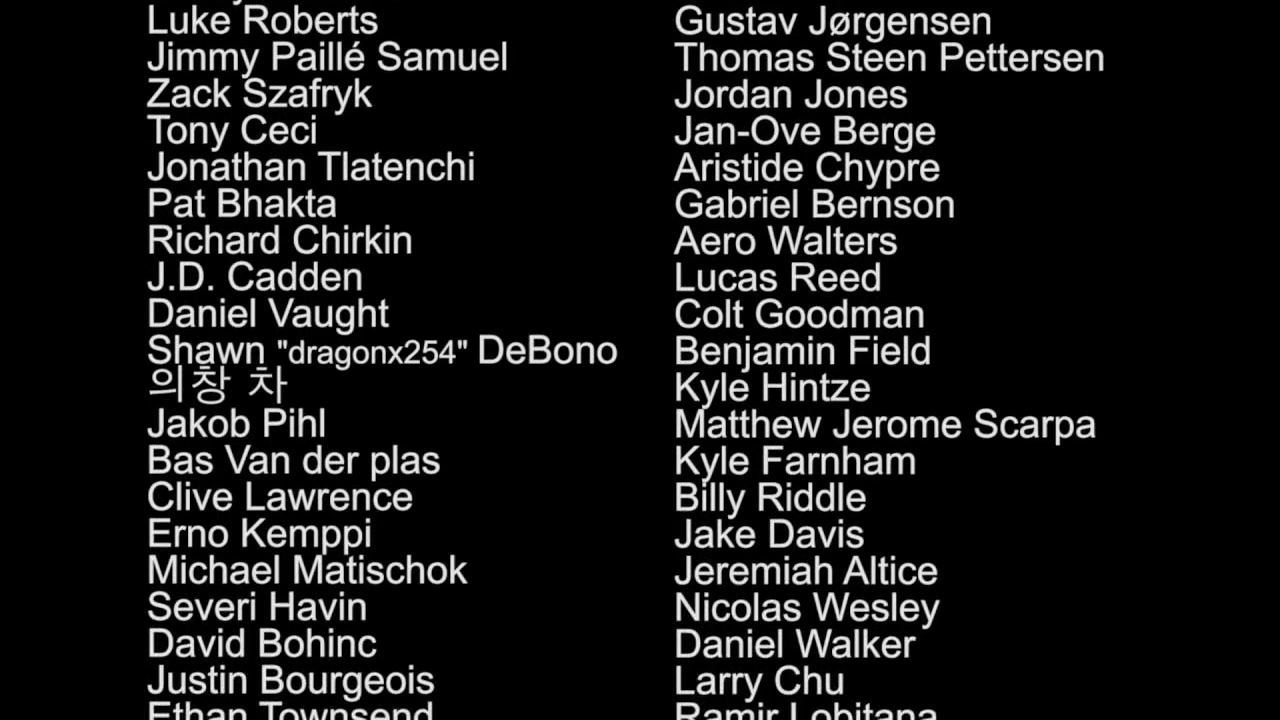 Luke Roberts
Jimmy Paillé Samuel
Zack Szafryk
Tony Ceci
Jonathan Tlatenchi
Pat Bhakta
Richard Chirkin
J.D. Cadden
Daniel Vaught
Shawn "dragonx254" DeBono
의창 차
Jakob Pihl
Bas Van der plas
Clive Lawrence
Erno Kemppi
Michael Matischok
Severi Havin
David Bohinc
Justin Bourgeois
Ethan Townsend
Gustav Jørgensen
Thomas Steen Pettersen
Jordan Jones
Jan-Ove Berge
Aristide Chypre
Gabriel Bernson
Aero Walters
Lucas Reed
Colt Goodman
Benjamin Field
Kyle Hintze
Matthew Jerome Scarpa
Kyle Farnham
Billy Riddle
Jake Davis
Jeremiah Altice
Nicolas Wesley
Daniel Walker
Larry Chu
Ramir Lobitana